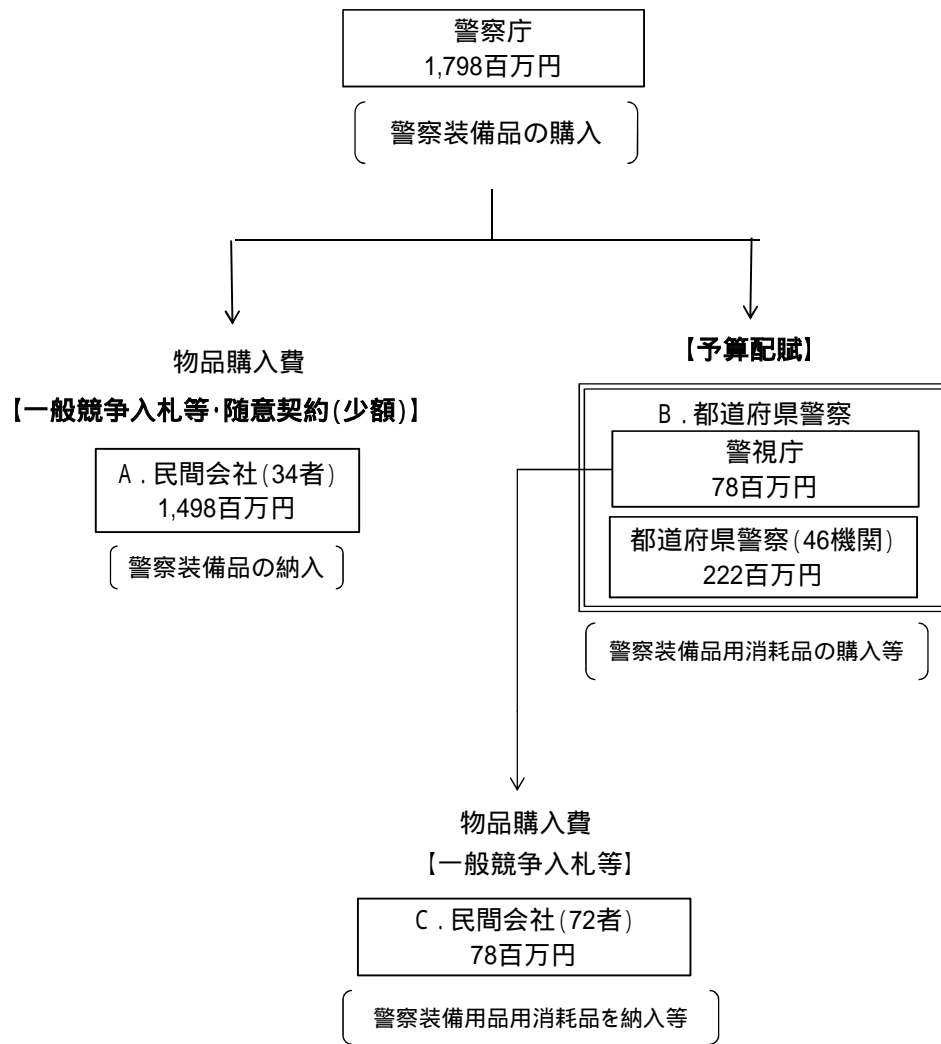 警察庁
1,798百万円
警察装備品の購入
物品購入費
【一般競争入札等・随意契約(少額)】
A．民間会社(34者)
1,498百万円
警察装備品の納入
【予算配賦】
B．都道府県警察
警視庁
78百万円
都道府県警察(46機関)
222百万円
警察装備品用消耗品の購入等
物品購入費
【一般競争入札等】
C．民間会社(72者)
78百万円
警察装備用品用消耗品を納入等